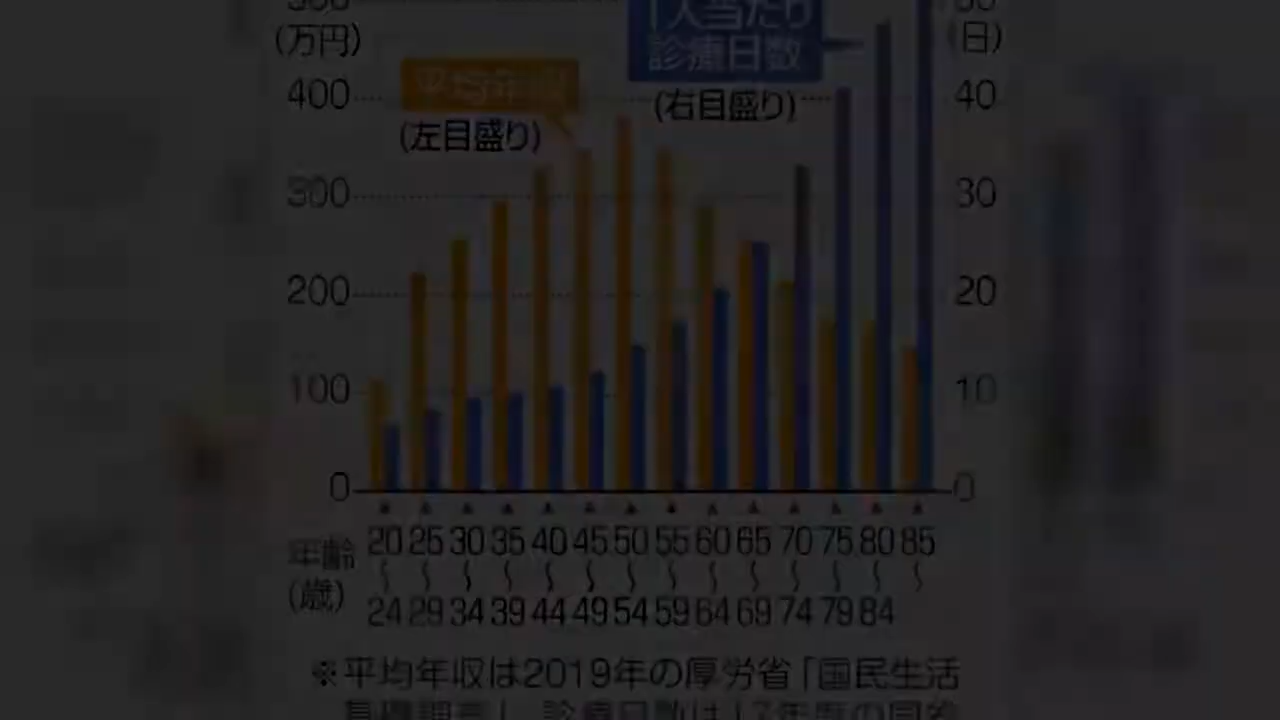 (万円)
1人当たり
診療日数
(右目盛り)
(日)
平均年収
(左目盛り)
400
300
200
100
0
40
30
20
10
0
年齢
(歳)
20 25 30 35 40 45 50 55 60 65 70 75 80 85
〜 〜 〜 〜 〜 〜 〜 〜 〜 〜 〜 〜 〜 〜
24 29 34 39 44 49 54 59 64 69 74 79 84
※平均年収は2019年の厚労省「国民生活